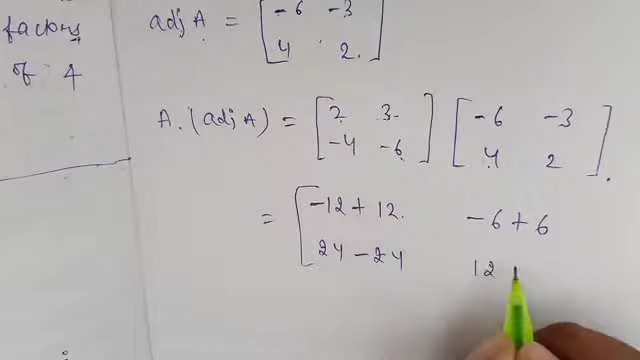 factors
of 4
adj A = [ -6 -3
4 2 ]
A. (adj A) = [ 2 3 [ -6 -3
-4 -6 ] 4 2 ].
= [ -12 + 12 -6 + 6
24 - 24 12